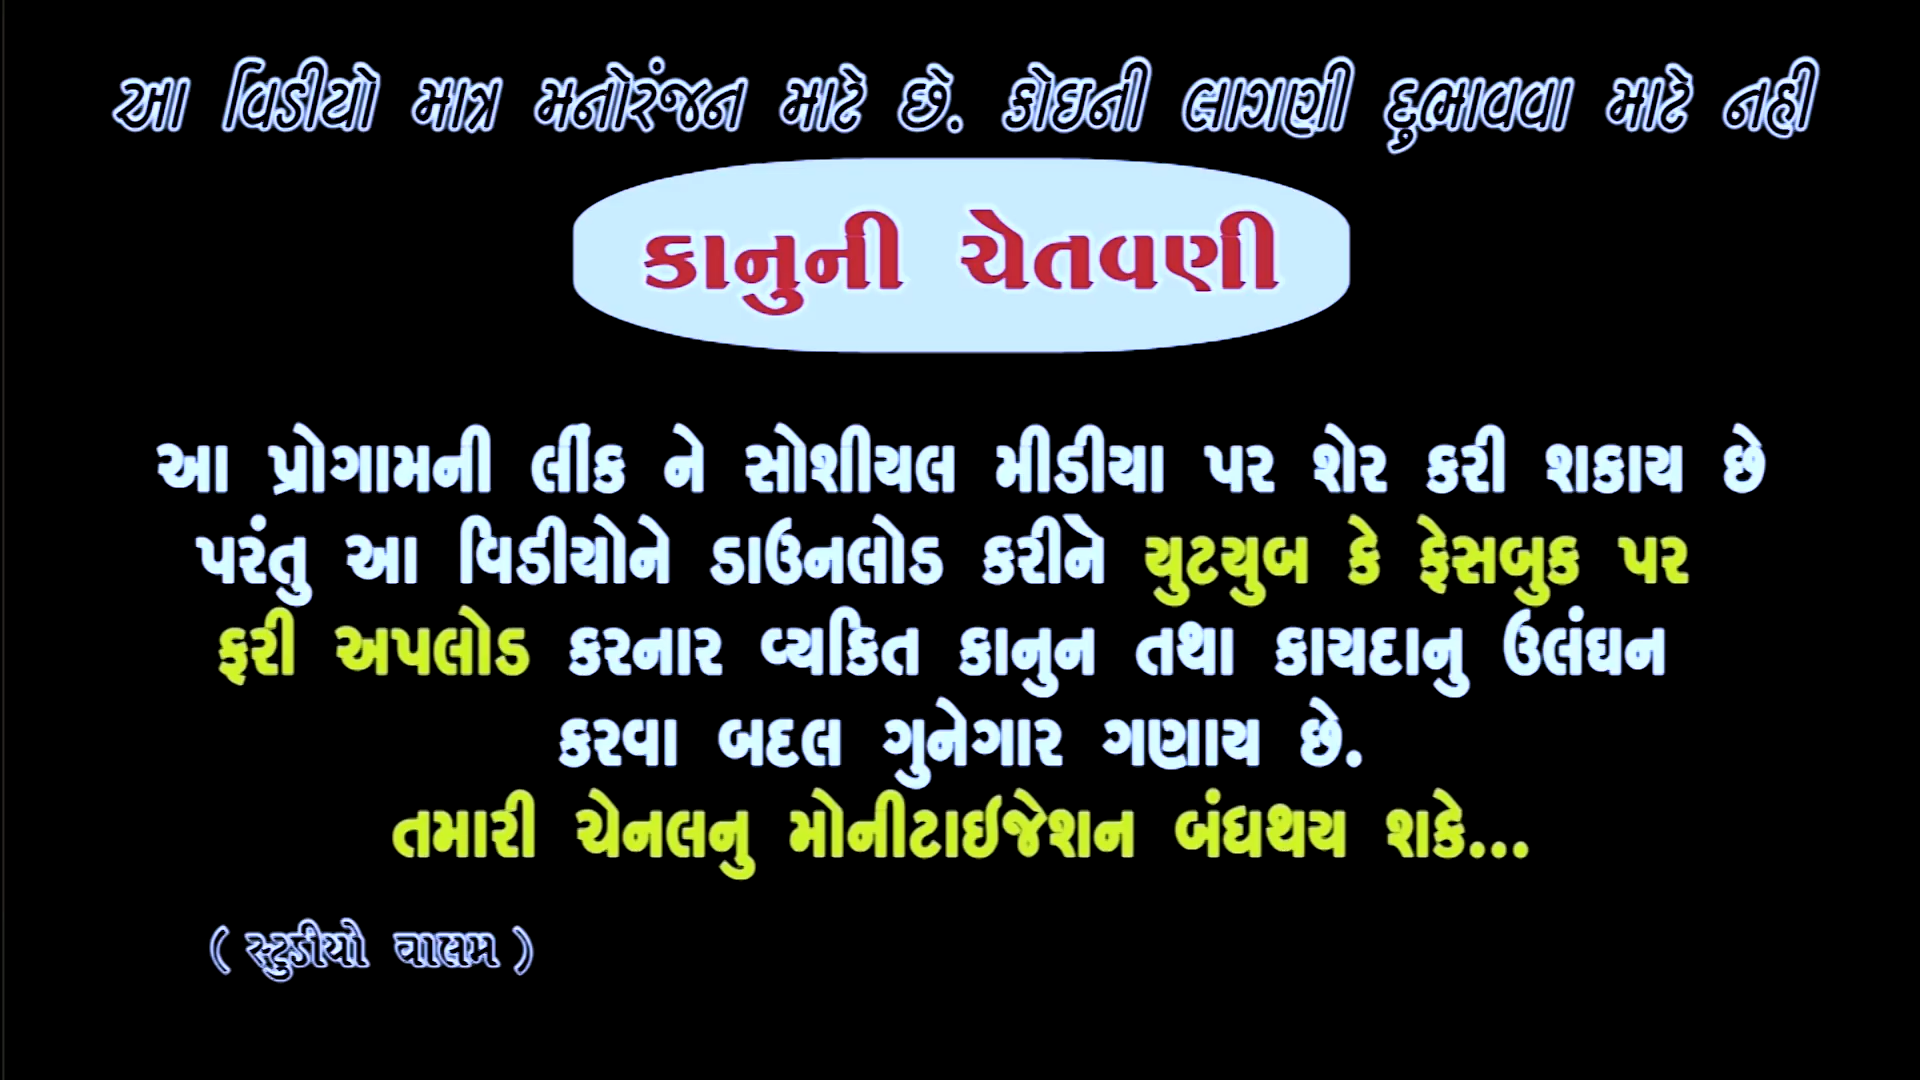 આ વિડીયો માત્ર મનોરંજન માટે છે. કોઇની લાગણી દુભાવવા માટે નહી
કાનુની ચેતવણી
આ પ્રોગામની લીંક ને સોશીયલ મીડીયા પર શેર કરી શકાય છે
પરંતુ આ વિડીયોને ડાઉનલોડ કરીને યુટયુબ કે ફેસબુક પર
ફરી અપલોડ કરનાર વ્યકિત કાનુન તથા કાયદાનુ ઉલંઘન
કરવા બદલ ગુનેગાર ગણાય છે.
તમારી ચેનલનુ મોનીટાઇજેશન બંધથય શકે...
( સ્ટુડીયો વાલમ )